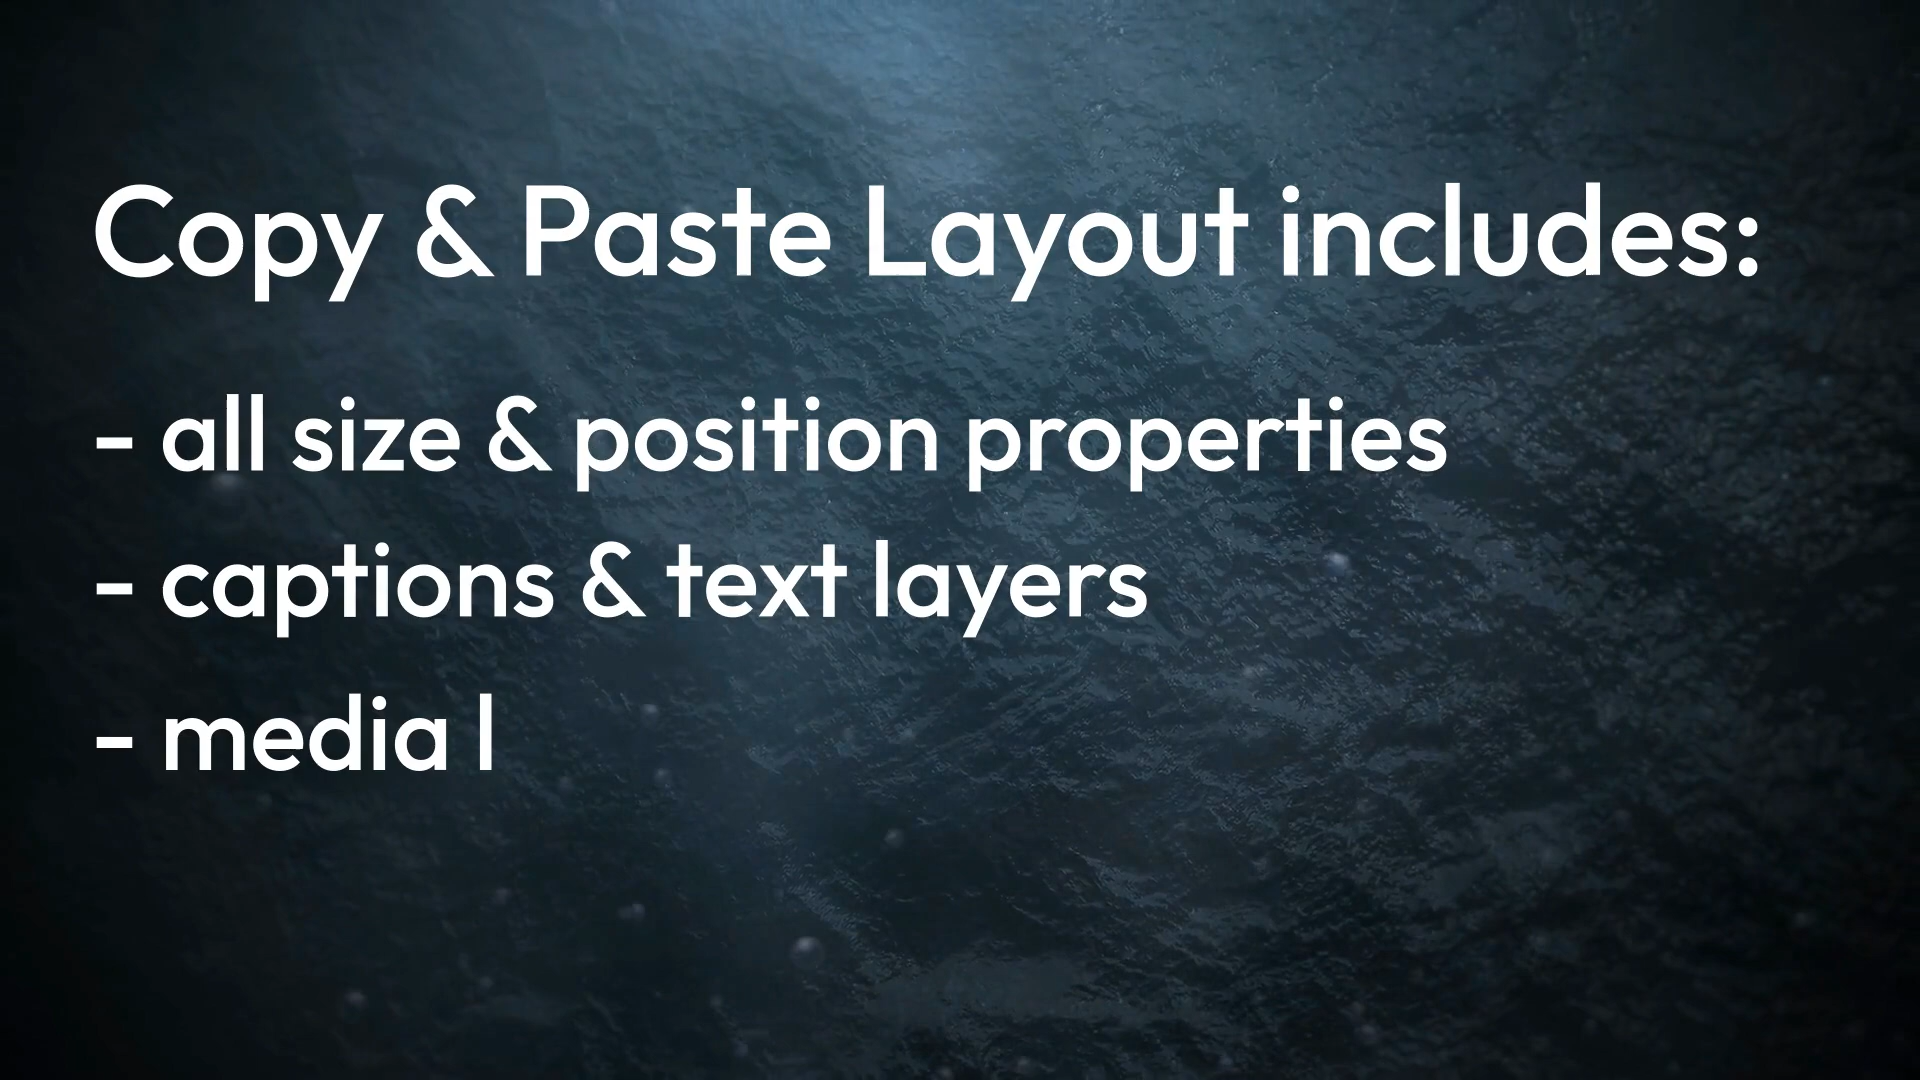 Copy & Paste Layout includes:
- all size & position properties
- captions & text layers
- media l